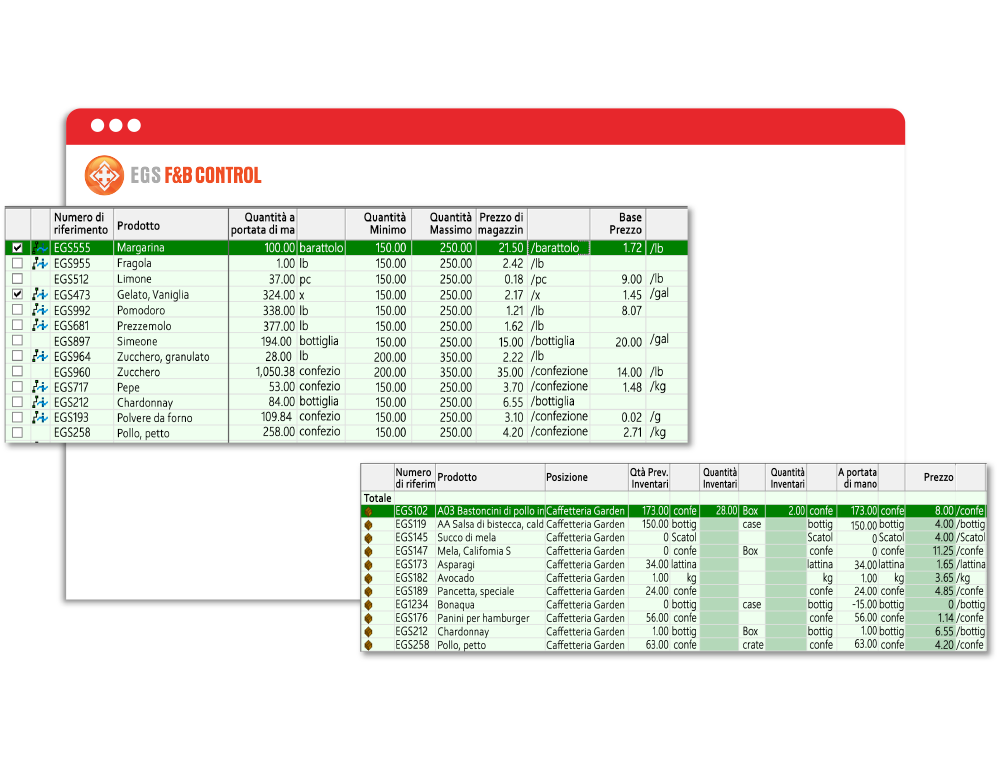 EGS F&B CONTROL
Numero di riferimento Prodotto Quantità a portata di ma Quantità Minimo Quantità Massimo Prezzo di magazzin Base Prezzo
EGS555 Margarina 100.00 barattolo 150.00 250.00 21.50 /barattolo 1.72 /lb
EGS955 Fragola 1.00 lb 150.00 250.00 2.42 /lb
EGS512 Limone 37.00 pc 150.00 250.00 0.18 /pc 9.00 /lb
EGS473 Gelato, Vaniglia 324.00 x 150.00 250.00 2.17 /x 1.45 /gal
EGS992 Pomodoro 338.00 lb 150.00 250.00 1.21 /lb 8.07
EGS681 Prezzemolo 377.00 lb 150.00 250.00 1.62 /lb
EGS897 Simeone 194.00 bottiglia 150.00 250.00 15.00 /bottiglia 20.00 /gal
EGS964 Zucchero, granulato 28.00 lb 200.00 350.00 2.22 /lb
EGS960 Zucchero 1,050.38 confezio 200.00 350.00 35.00 /confezione 14.00 /lb
EGS717 Pepe 53.00 confezio 150.00 250.00 3.70 /confezione 1.48 /kg
EGS212 Chardonnay 84.00 bottiglia 150.00 250.00 6.55 /bottiglia
EGS193 Polvere da forno 109.84 confezio 150.00 250.00 3.10 /confezione 0.02 /g
EGS258 Pollo, petto 258.00 confezio 150.00 250.00 4.20 /confezione 2.71 /kg
Numero di riferim Prodotto Posizione Qtà Prev. Inventari Quantità Inventari Quantità Inventari A portata di mano Prezzo
Totale
EGS102 A03 Bastoncini di pollo in Caffetteria Garden 173.00 confe 28.00 Box 2.00 confe 173.00 confe 8.00 /confe
EGS119 AA Salsa di bistecca, cald Caffetteria Garden 150.00 bottig case bottig 150.00 bottig 4.00 /bottig
EGS145 Succo di mela Caffetteria Garden 0 Scatol Scatol 0 Scatol 4.00 /Scatol
EGS147 Mela, Califomia S Caffetteria Garden 0 confe Box confe 0 confe 11.25 /confe
EGS173 Asparagi Caffetteria Garden 34.00 lattina lattina 34.00 lattina 1.65 /lattina
EGS182 Avocado Caffetteria Garden 1.00 kg kg 1.00 kg 3.65 /kg
EGS189 Pancetta, speciale Caffetteria Garden 24.00 confe confe 24.00 confe 4.85 /confe
EG1234 Bonaqua Caffetteria Garden 0 bottig case bottig -15.00 bottig 0 /bottig
EGS176 Panini per hamburger Caffetteria Garden 56.00 confe confe 56.00 confe 1.14 /confe
EGS212 Chardonnay Caffetteria Garden 1.00 bottig Box bottig 1.00 bottig 6.55 /bottig
EGS258 Pollo, petto Caffetteria Garden 63.00 confe crate confe 63.00 confe 4.20 /confe